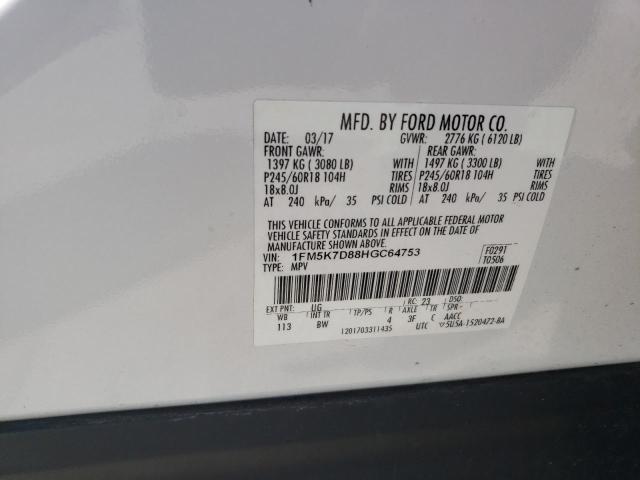 MFD. BY FORD MOTOR CO.
DATE: 03/17 GVWR: 2776 KG ( 6120 LB)
FRONT GAWR: REAR GAWR:
1397 KG ( 3080 LB) WITH 1497 KG ( 3300 LB) WITH
P245/60R18 104H TIRES P245/60R18 104H TIRES
18x8.0J RIMS 18x8.0J RIMS
AT 240 kPa/ 35 PSI COLD AT 240 kPa/ 35 PSI COLD
THIS VEHICLE CONFORMS TO ALL APPLICABLE FEDERAL MOTOR
VEHICLE SAFETY STANDARDS IN EFFECT ON THE DATE OF
MANUFACTURE SHOWN ABOVE.
VIN: 1FM5K7D88HGC64753 F0291
TYPE: MPV T0506
EXT PNT: UG RC: 23 DSO:
WB INT TR TP/PS R AXLE TR SPR
113 BW 4 3F C AACC
1201703311435 UTC 5U5A-1520472-BA